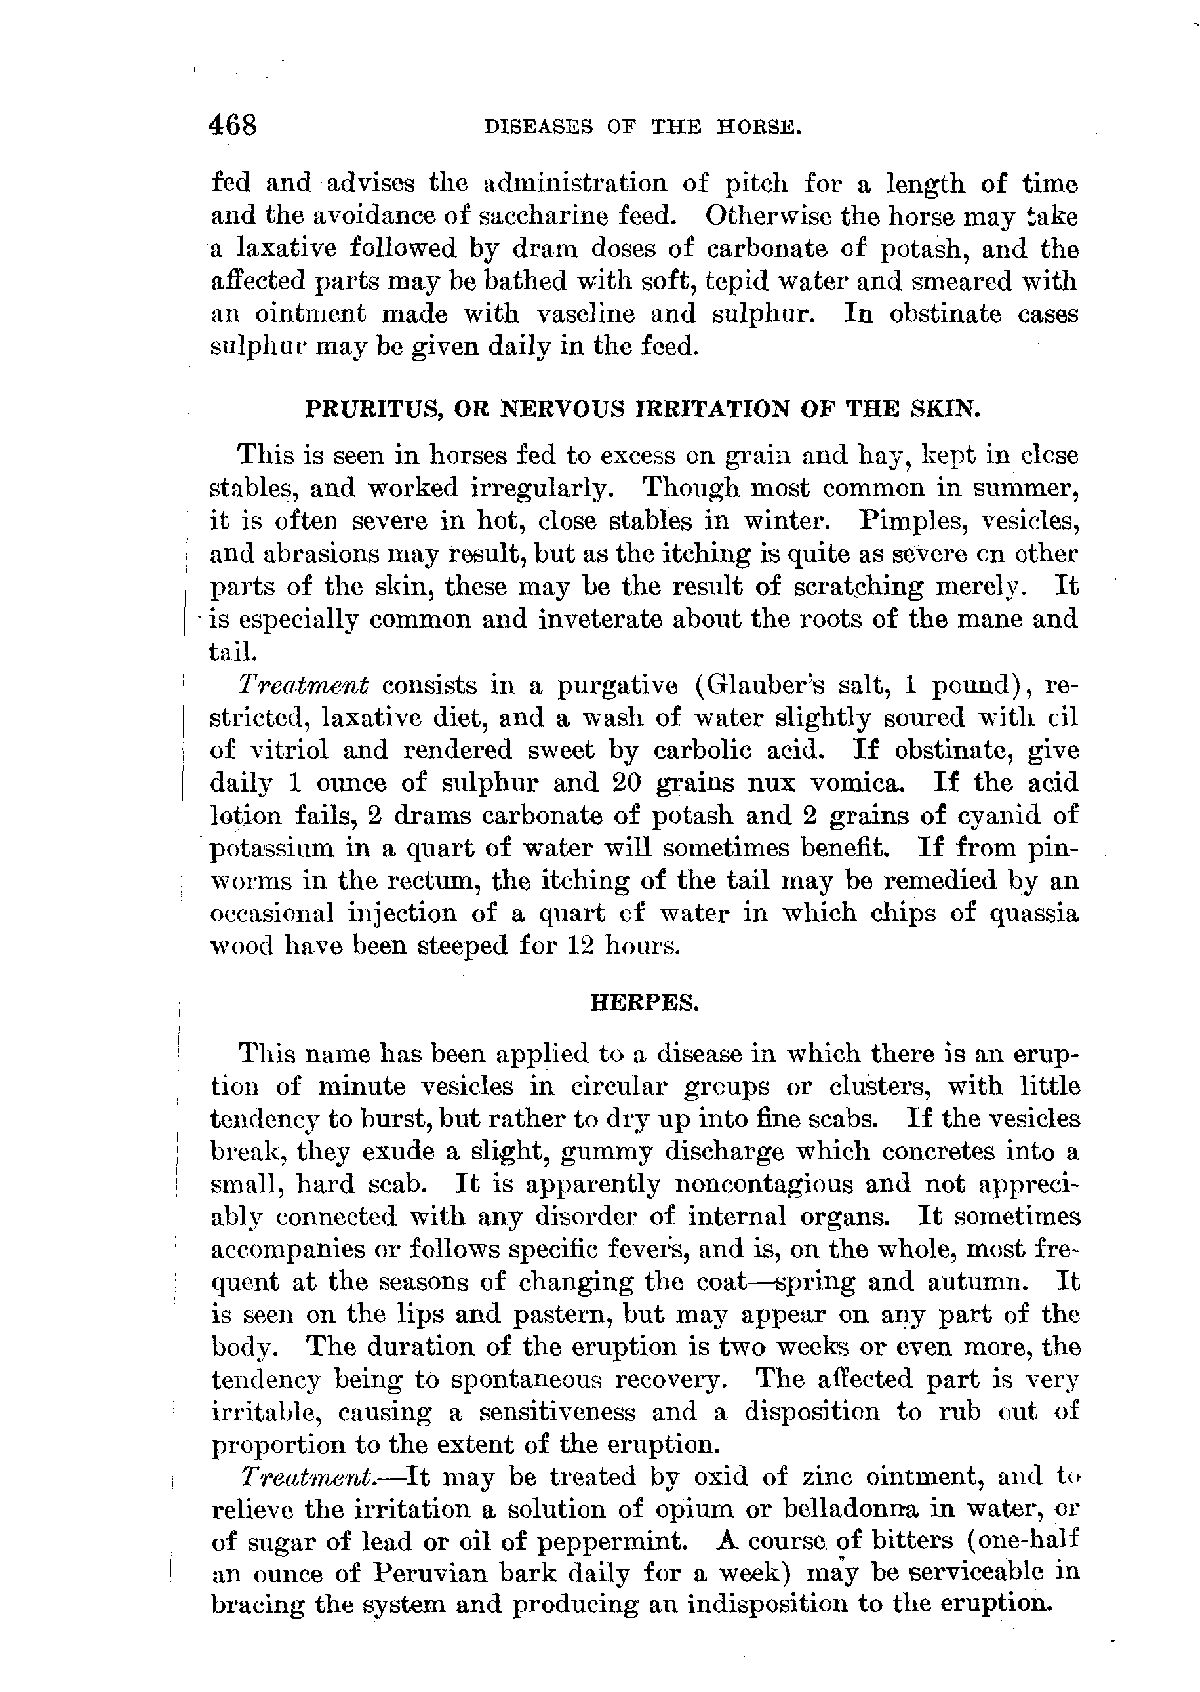 468 DISEASES OF THE HORSE.
fed and advises the administration of pitch for a length of time
and the avoidance of saccharine feed. Otherwise the horse may take
a laxative followed by dram doses of carbonate of potash, and the
affected parts may be bathed with soft, tepid water and smeared with
an ointment made with vaseline and sulphur. In obstinate cases
sulphur may be given daily in the feed.
PRURITUS, OR NERVOUS IRRITATION OF THE SKIN.
This is seen in horses fed to excess on grain and hay, kept in close
stables, and worked irregularly. Though most common in summer,
it is often severe in hot, close stables in winter. Pimples, vesicles,
and abrasions may result, but as the itching is quite as severe on other
parts of the skin, these may be the result of scratching merely. It
is especially common and inveterate about the roots of the mane and
tail.
Treatment consists in a purgative (Glauber's salt, 1 pound), re-
stricted, laxative diet, and a wash of water slightly soured with oil
of vitriol and rendered sweet by carbolic acid. If obstinate, give
daily 1 ounce of sulphur and 20 grains nux vomica. If the acid
lotion fails, 2 drams carbonate of potash and 2 grains of cyanid of
potassium in a quart of water will sometimes benefit. If from pin-
worms in the rectum, the itching of the tail may be remedied by an
occasional injection of a quart of water in which chips of quassia
wood have been steeped for 12 hours.
HERPES.
This name has been applied to a disease in which there is an erup-
tion of minute vesicles in circular groups or clusters, with little
tendency to burst, but rather to dry up into fine scabs. If the vesicles
break, they exude a slight, gummy discharge which concretes into a
small, hard scab. It is apparently noncontagious and not appreci-
ably connected with any disorder of internal organs. It sometimes
accompanies or follows specific fevers, and is, on the whole, most fre-
quent at the seasons of changing the coat—spring and autumn. It
is seen on the lips and pastern, but may appear on any part of the
body. The duration of the eruption is two weeks or even more, the
tendency being to spontaneous recovery. The affected part is very
irritable, causing a sensitiveness and a disposition to rub out of
proportion to the extent of the eruption.
Treatment.—It may be treated by oxid of zinc ointment, and to
relieve the irritation a solution of opium or belladonna in water, or
of sugar of lead or oil of peppermint. A course of bitters (one-half
an ounce of Peruvian bark daily for a week) may be serviceable in
bracing the system and producing an indisposition to the eruption.